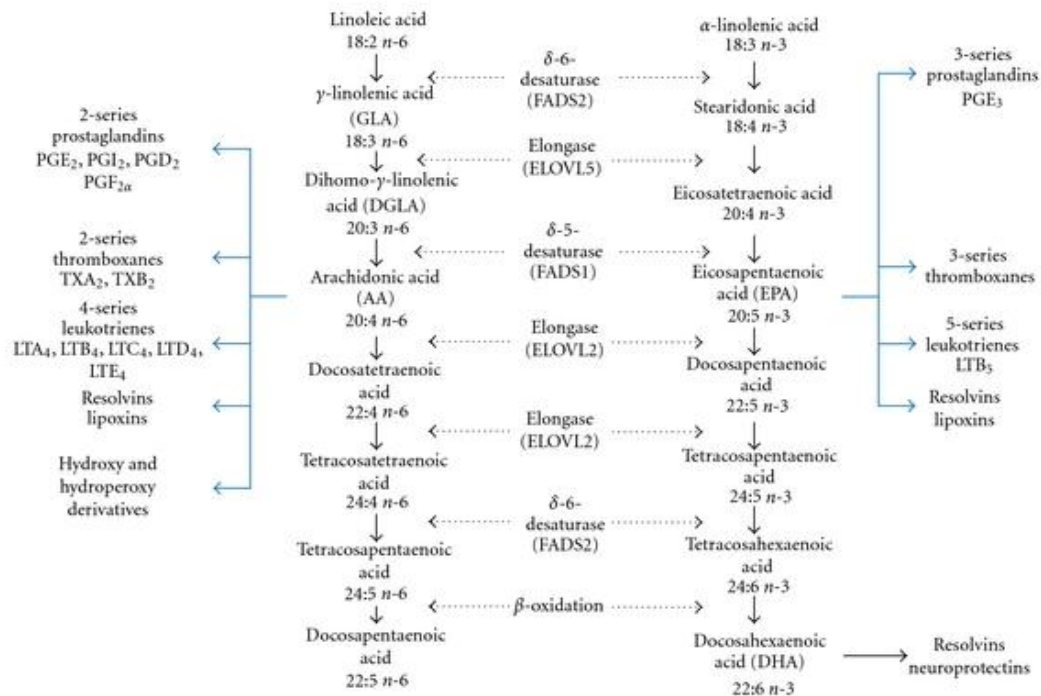 Linoleic acid
18:2 n-6
γ-linolenic acid
(GLA)
18:3 n-6
Dihomo-γ-linolenic
acid (DGLA)
20:3 n-6
Arachidonic acid
(AA)
20:4 n-6
Docosatetraenoic
acid
22:4 n-6
Tetracosatetraenoic
acid
24:4 n-6
Tetracosapentaenoic
acid
24:5 n-6
Docosapentaenoic
acid
22:5 n-6
2-series
prostaglandins
PGE₂, PGI₂, PGD₂
PGF₂α
2-series
thromboxanes
TXA₂, TXB₂
4-series
leukotrienes
LTA₄, LTB₄, LTC₄, LTD₄,
LTE₄
Resolvins
lipoxins
Hydroxy and
hydroperoxy
derivatives
δ-6-
desaturase
(FADS2)
Elongase
(ELOVL5)
δ-5-
desaturase
(FADS1)
Elongase
(ELOVL2)
Elongase
(ELOVL2)
δ-6-
desaturase
(FADS2)
β-oxidation
α-linolenic acid
18:3 n-3
Stearidonic acid
18:4 n-3
Eicosatetraenoic acid
20:4 n-3
Eicosapentaenoic
acid (EPA)
20:5 n-3
Docosapentaenoic
acid
22:5 n-3
Tetracosapentaenoic
acid
24:5 n-3
Tetracosahexaenoic
acid
24:6 n-3
Docosahexaenoic
acid (DHA)
22:6 n-3
3-series
prostaglandins
PGE₃
3-series
thromboxanes
5-series
leukotrienes
LTB₅
Resolvins
lipoxins
Resolvins
neuroprotectins